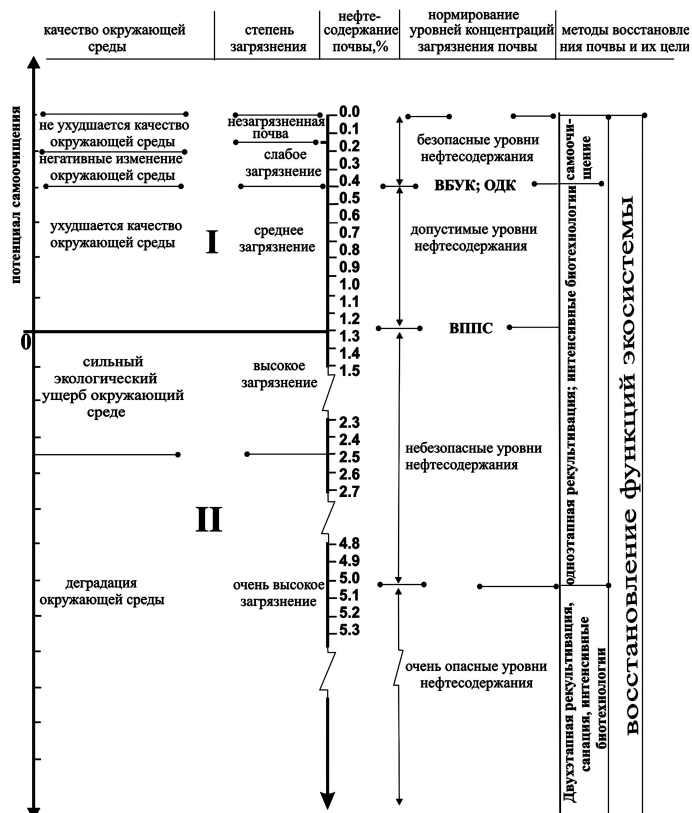 качество окружающей
среды
степень
загрязнения
нефте-
содержание
почвы,%
нормирование
уровней концентраций
загрязнения почвы
методы восстановле
ния почвы и их цели
потенциал самоочищения
0
не ухудшается качество
окружающей среды
негативные изменение
окружающей среды
ухудшается качество
окружающей среды
I
сильный
экологический
ущерб окружающий
среде
II
деградация
окружающей среды
незагрязненная
почва
слабое
загрязнение
среднее
загрязнение
высокое
загрязнение
очень высокое
загрязнение
0.0
0.1
0.2
0.3
0.4
0.5
0.6
0.7
0.8
0.9
1.0
1.1
1.2
1.3
1.4
1.5
2.3
2.4
2.5
2.6
2.7
4.8
4.9
5.0
5.1
5.2
5.3
безопасные уровни
нефтесодержания
ВБУК; ОДК
допустимые уровни
нефтесодержания
ВППС
небезопасные уровни
нефтесодержания
очень опасные уровни
нефтесодержания
самоочи-
щение
одноэтапная рекультивация; интенсивные биотехнологии
Двухэтапная рекультивация,
санация, интенсивные
биотехнологии
восстановление функций экосистемы